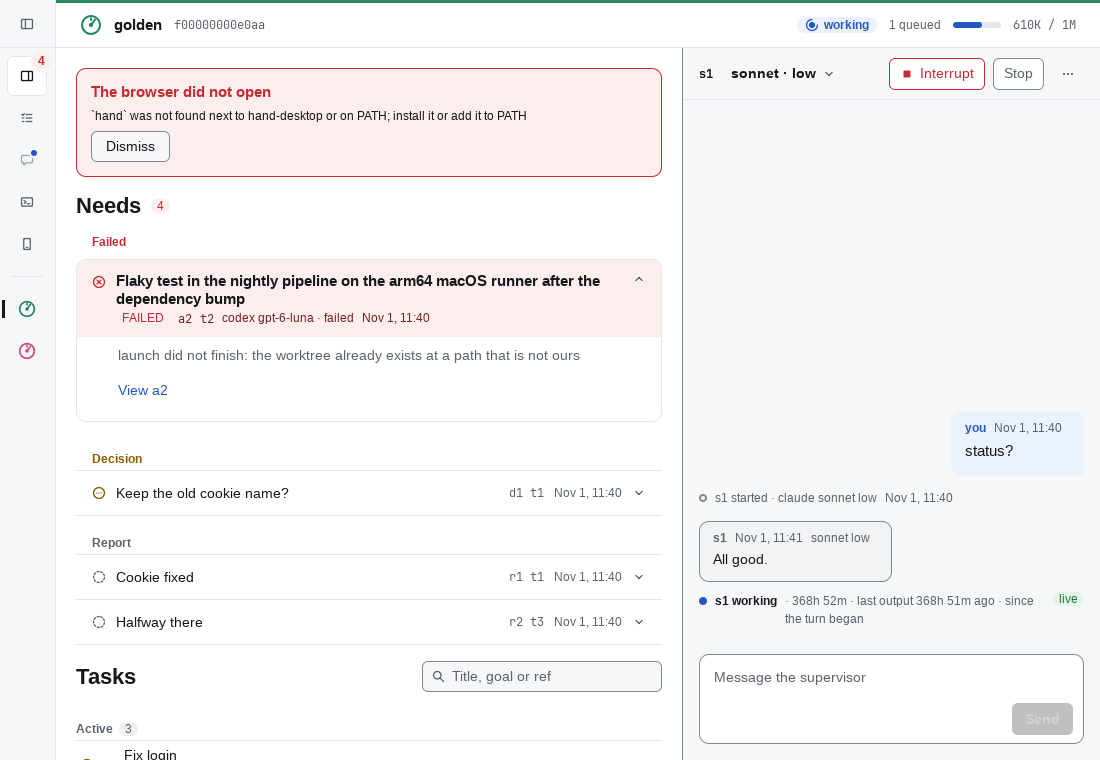 golden f00000000e0aa
working 1 queued 610K / 1M
4
The browser did not open
`hand` was not found next to hand-desktop or on PATH; install it or add it to PATH
Dismiss
Needs 4
Failed
Flaky test in the nightly pipeline on the arm64 macOS runner after the
dependency bump
FAILED a2 t2 codex gpt-6-luna · failed Nov 1, 11:40
launch did not finish: the worktree already exists at a path that is not ours
View a2
Decision
Keep the old cookie name? d1 t1 Nov 1, 11:40
Report
Cookie fixed r1 t1 Nov 1, 11:40
Halfway there r2 t3 Nov 1, 11:40
Tasks
Title, goal or ref
Active 3
Fix login
s1 sonnet · low
Interrupt
Stop
you Nov 1, 11:40
status?
s1 started · claude sonnet low Nov 1, 11:40
s1 Nov 1, 11:41 sonnet low
All good.
s1 working · 368h 52m · last output 368h 51m ago · since
the turn began
live
Message the supervisor
Send